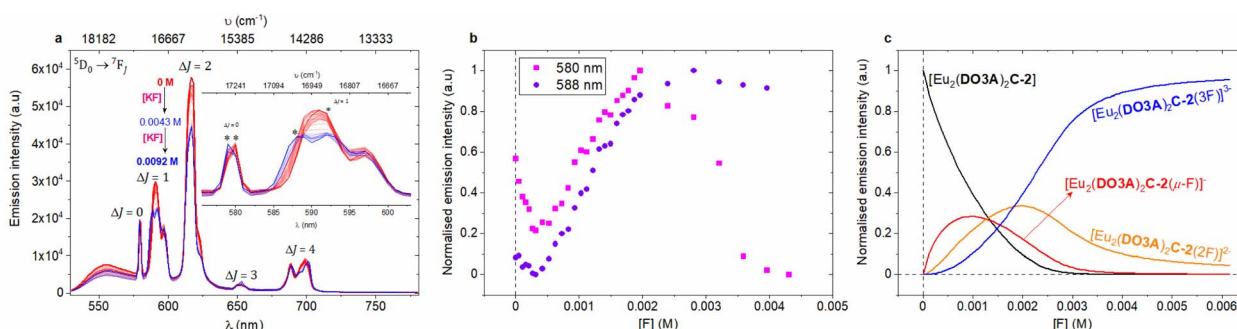 υ (cm⁻¹)
18182 16667 15385 14286 13333
a
⁵D₀ → ⁷F_J
ΔJ = 2
0 M
[KF]
0.0043 M
[KF]
0.0092 M
ΔJ = 1
ΔJ = 0
ΔJ = 3
ΔJ = 4
Emission intensity (a.u)
6x10⁴
5x10⁴
4x10⁴
3x10⁴
2x10⁴
1x10⁴
0
550 600 650 700 750
λ (nm)
υ (cm⁻¹)
17241 17094 16949 16807 16667
ΔJ = 0
* *
*
*
ΔJ = 1
580 585 590 595 600
λ (nm)
b
580 nm
588 nm
Normalised emission intensity (a.u)
1.0
0.8
0.6
0.4
0.2
0.0
0.000 0.001 0.002 0.003 0.004 0.005
[F] (M)
c
[Eu₂(DO3A)₂C-2]
[Eu₂(DO3A)₂C-2(3F)]³⁻
[Eu₂(DO3A)₂C-2(μ-F)]⁻
[Eu₂(DO3A)₂C-2(2F)]²⁻
Normalised emission intensity (a.u)
1
0.8
0.6
0.4
0.2
0
0 0.001 0.002 0.003 0.004 0.005 0.006
[F] (M)